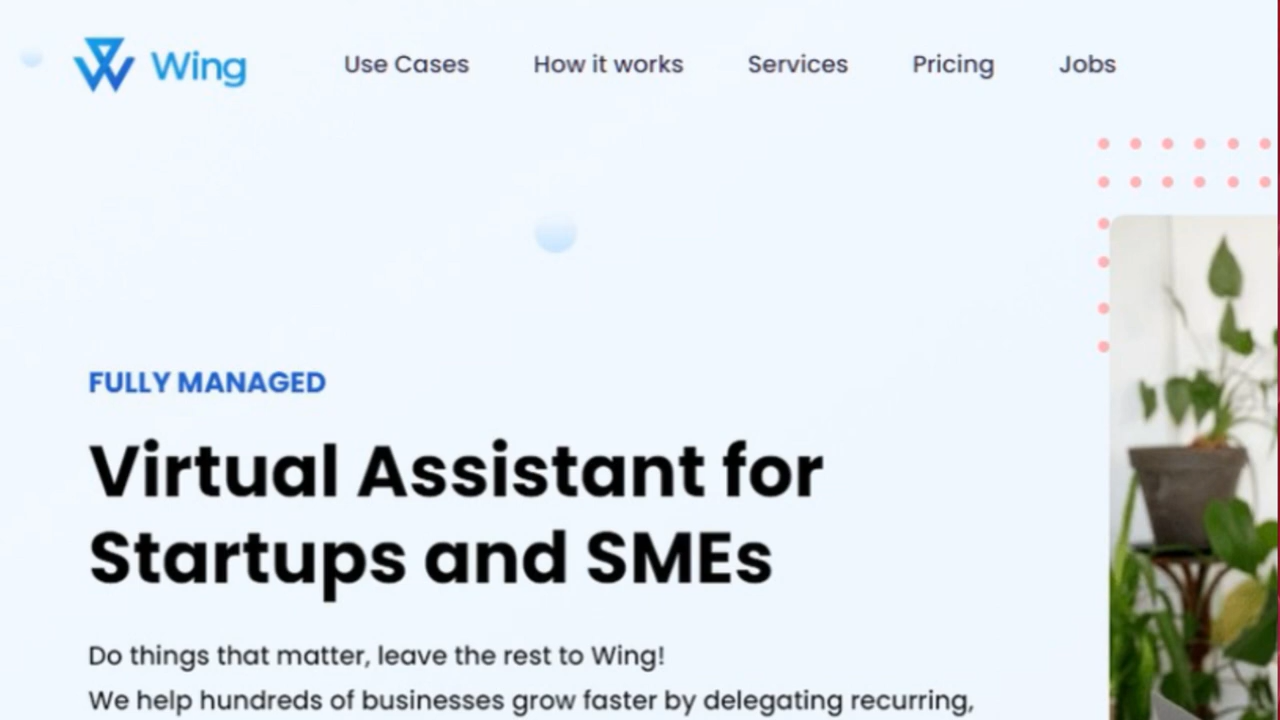 Wing
Use Cases
How it works
Services
Pricing
Jobs
FULLY MANAGED
Virtual Assistant for
Startups and SMEs
Do things that matter, leave the rest to Wing!
We help hundreds of businesses grow faster by delegating recurring,